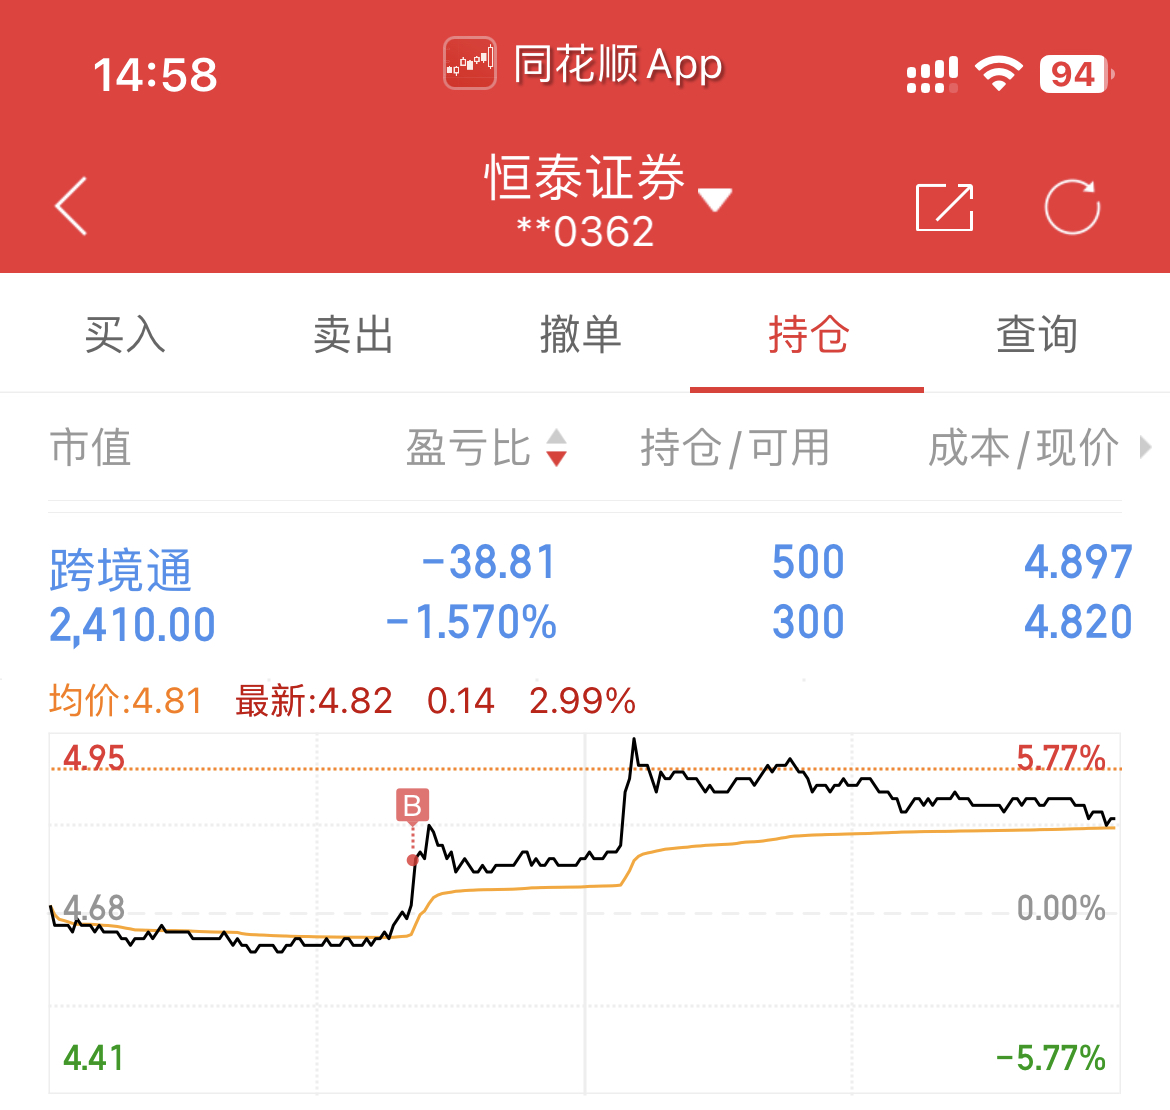 14:58
同花顺 App
94
恒泰证券
**0362
买入 卖出 撤单 持仓 查询
市值 盈亏比 持仓/可用 成本/现价
跨境通 -38.81 500 4.897
2,410.00 -1.570% 300 4.820
均价:4.81 最新:4.82 0.14 2.99%
4.95 5.77%
B
4.68 0.00%
4.41 -5.77%